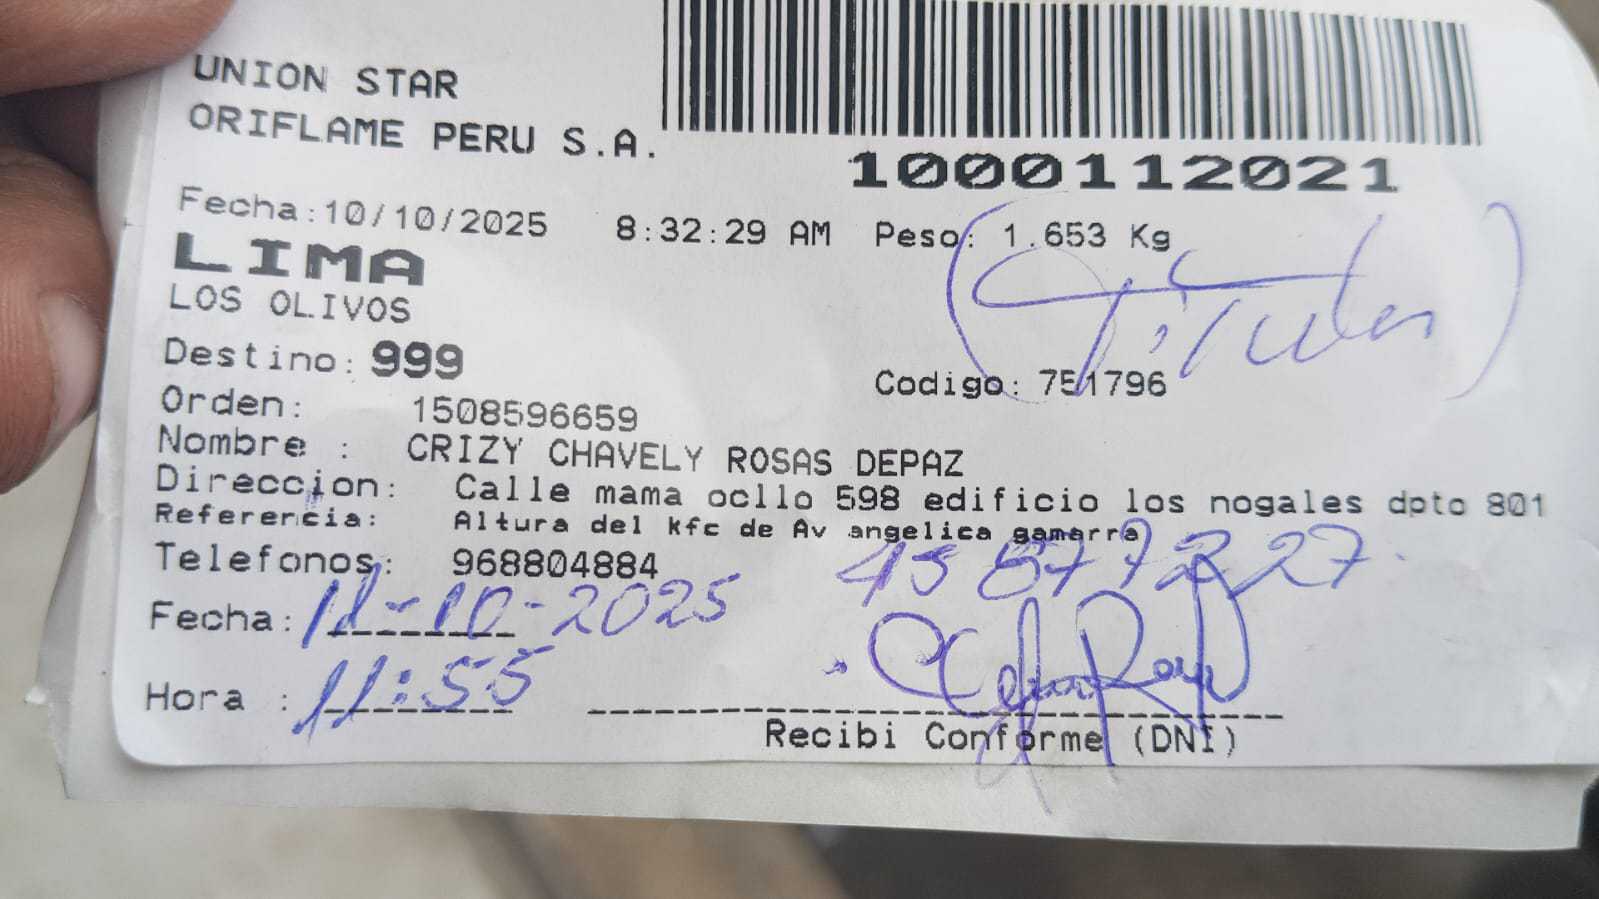 UNION STAR
ORIFLAME PERU S.A.
1000112021
Fecha:10/10/2025 8:32:29 AM Peso: 1.653 Kg
LIMA
(Titular)
LOS OLIVOS
Destino: 999
Codigo: 751796
Orden: 1508596659
Nombre : CRIZY CHAVELY ROSAS DEPAZ
Direccion: Calle mama ocllo 598 edificio los nogales dpto 801
Referencia: Altura del kfc de Av angelica gamarra
Telefonos: 968804884
Fecha: 11-10-2025
Hora : 11:55
Recibi Conforme (DNI)